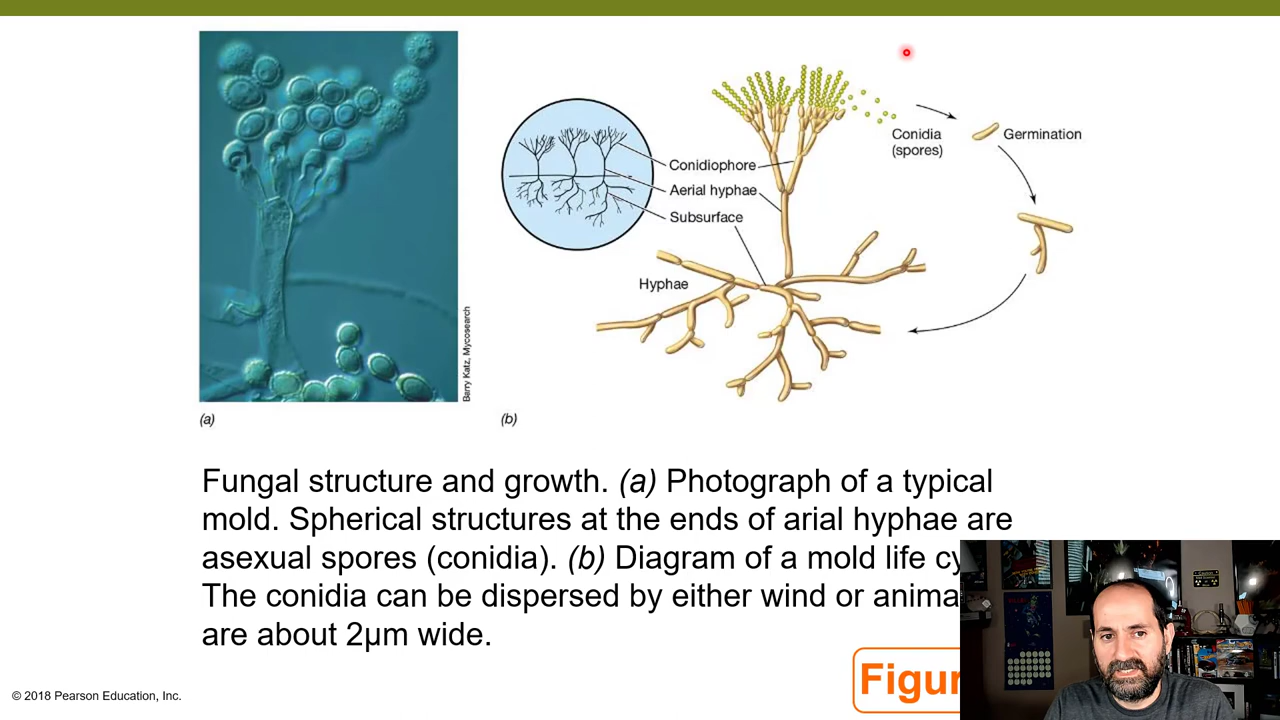 Barry Katz, Mycosearch
(a)
(b)
Conidiophore
Aerial hyphae
Subsurface
Hyphae
Conidia
(spores)
Germination
Fungal structure and growth. (a) Photograph of a typical
mold. Spherical structures at the ends of arial hyphae are
asexual spores (conidia). (b) Diagram of a mold life
The conidia can be dispersed by either wind or
are about 2μm wide.
© 2018 Pearson Education, Inc.